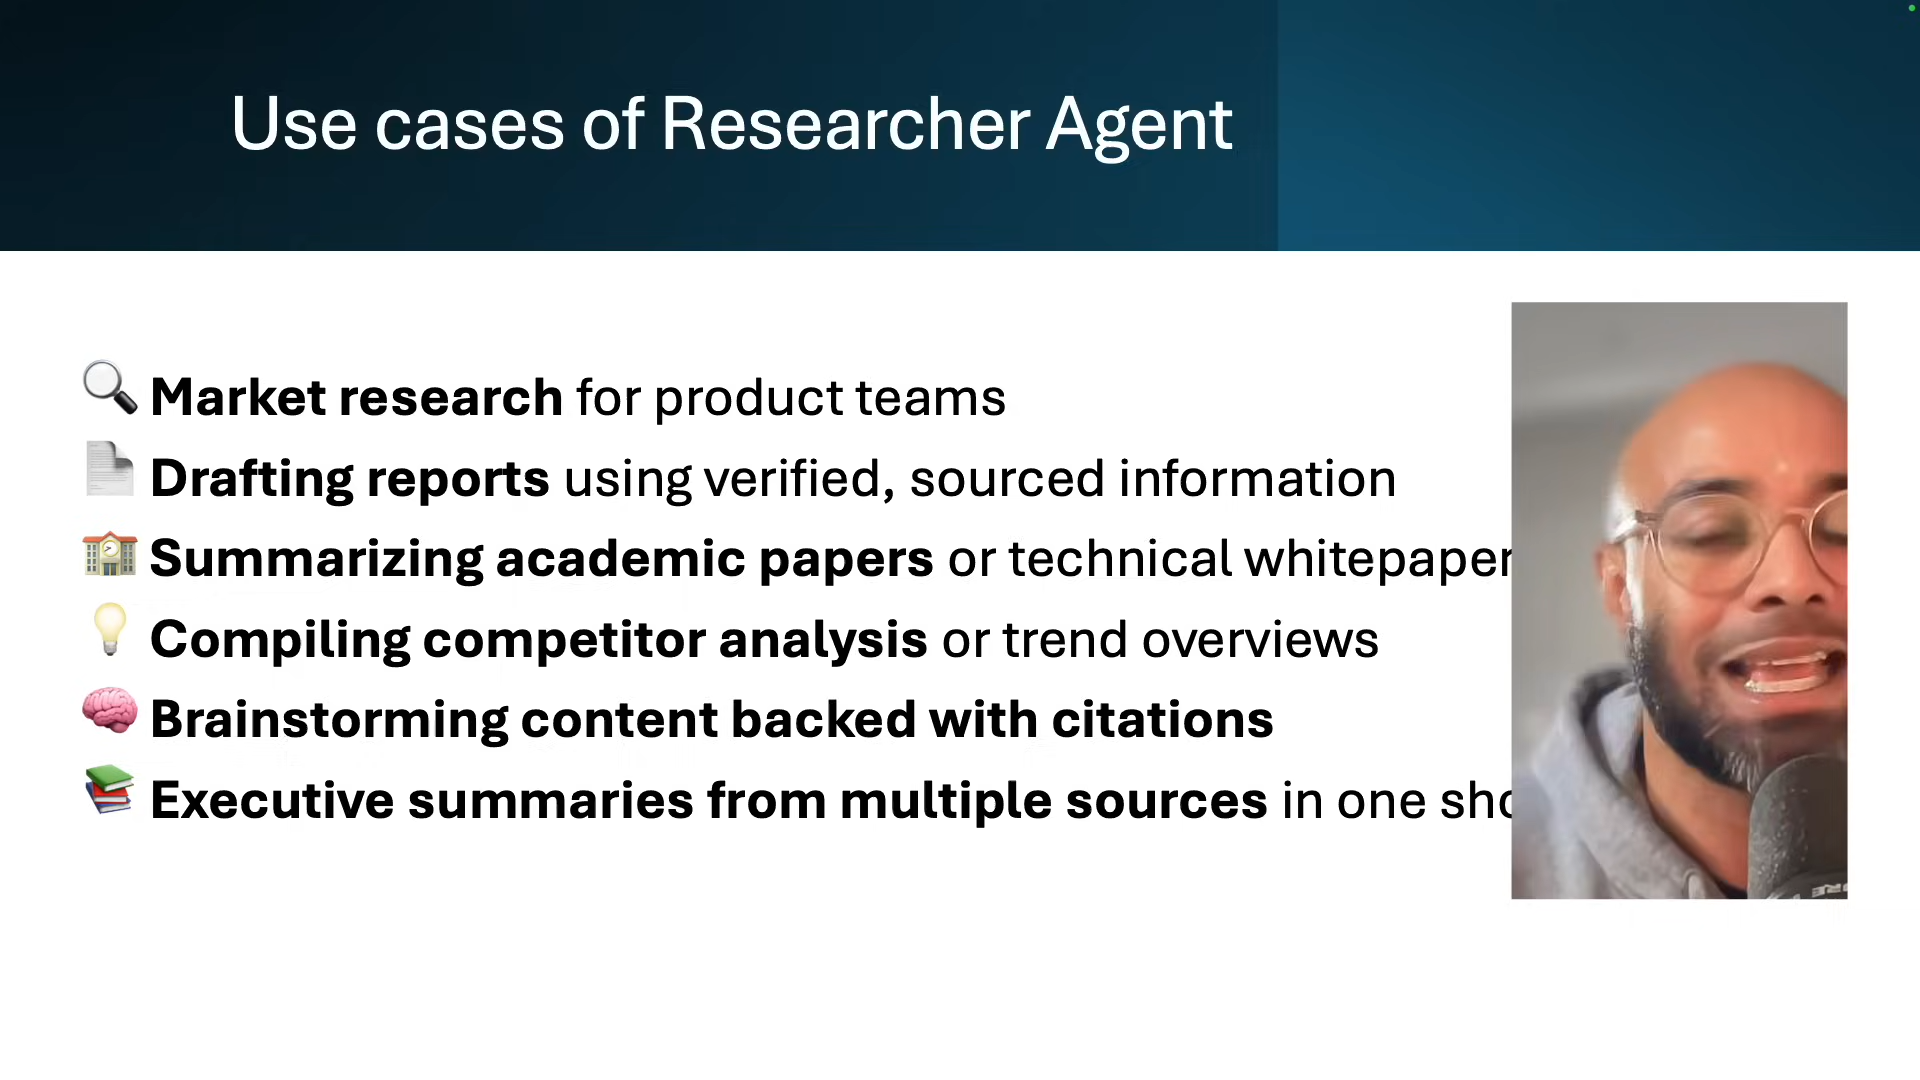 Use cases of Researcher Agent
Market research for product teams
Drafting reports using verified, sourced information
Summarizing academic papers or technical whitepaper
Compiling competitor analysis or trend overviews
Brainstorming content backed with citations
Executive summaries from multiple sources in one